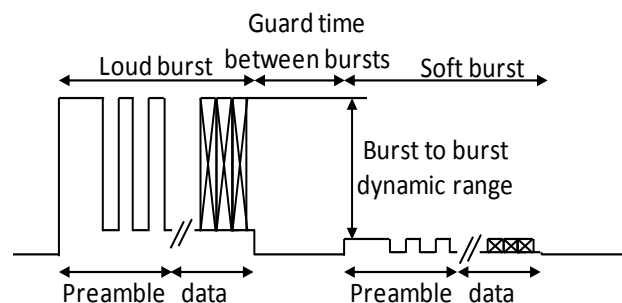 Guard time
Loud burst between bursts Soft burst
Burst to burst
dynamic range
Preamble data Preamble data